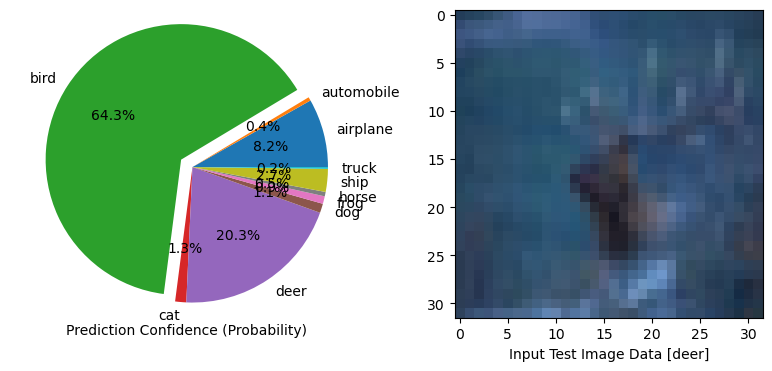 bird
64.3%
automobile
0.4%
airplane
8.2%
truck
0.2%
ship
2.7%
horse
frog
dog
1.1%
20.3%
deer
1.3%
cat
Prediction Confidence (Probability)
0
5
10
15
20
25
30
0 5 10 15 20 25 30
Input Test Image Data [deer]